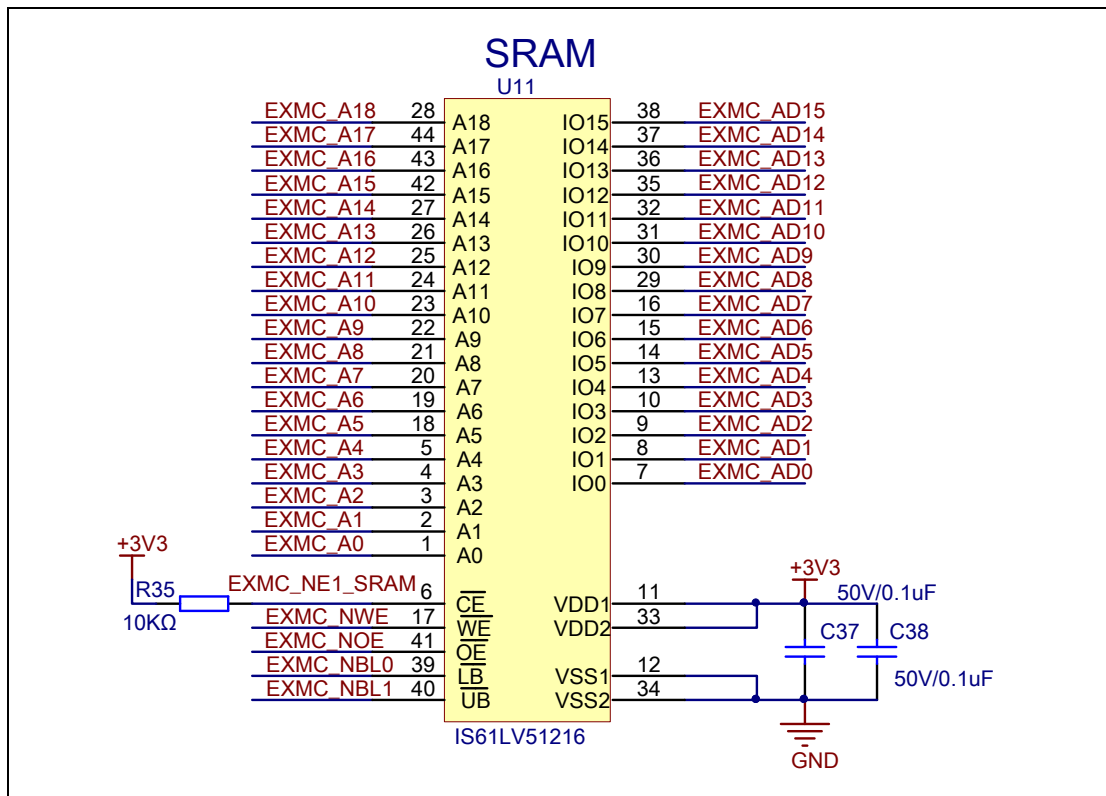 SRAM
U11
EXMC_A18 28 A18 IO15 38 EXMC_AD15
EXMC_A17 44 A17 IO14 37 EXMC_AD14
EXMC_A16 43 A16 IO13 36 EXMC_AD13
EXMC_A15 42 A15 IO12 35 EXMC_AD12
EXMC_A14 27 A14 IO11 32 EXMC_AD11
EXMC_A13 26 A13 IO10 31 EXMC_AD10
EXMC_A12 25 A12 IO9 30 EXMC_AD9
EXMC_A11 24 A11 IO8 29 EXMC_AD8
EXMC_A10 23 A10 IO7 16 EXMC_AD7
EXMC_A9 22 A9 IO6 15 EXMC_AD6
EXMC_A8 21 A8 IO5 14 EXMC_AD5
EXMC_A7 20 A7 IO4 13 EXMC_AD4
EXMC_A6 19 A6 IO3 10 EXMC_AD3
EXMC_A5 18 A5 IO2 9 EXMC_AD2
EXMC_A4 5 A4 IO1 8 EXMC_AD1
EXMC_A3 4 A3 IO0 7 EXMC_AD0
EXMC_A2 3 A2
EXMC_A1 2 A1
EXMC_A0 1 A0
+3V3
R35
10KΩ
EXMC_NE1_SRAM 6 CE VDD1 11
EXMC_NWE 17 WE VDD2 33
EXMC_NOE 41 OE
EXMC_NBL0 39 LB VSS1 12
EXMC_NBL1 40 UB VSS2 34
+3V3
50V/0.1uF
C37 C38
50V/0.1uF
GND
IS61LV51216